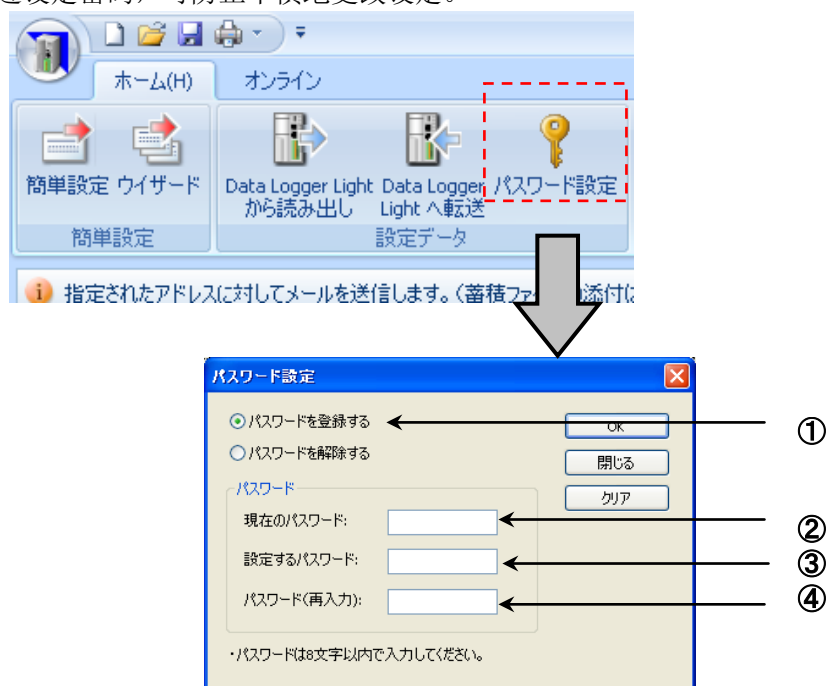 ホーム(H) オンライン
簡単設定 ウイザード Data Logger Light から読み出し Data Logger Light へ転送 パスワード設定
簡単設定 設定データ
指定されたアドレスに対してメールを送信します。(蓄積ファ
パスワード設定
パスワードを登録する
OK
①
パスワードを解除する
閉じる
パスワード
クリア
現在のパスワード:
②
設定するパスワード:
③
パスワード(再入力):
④
・パスワードは8文字以内で入力してください。